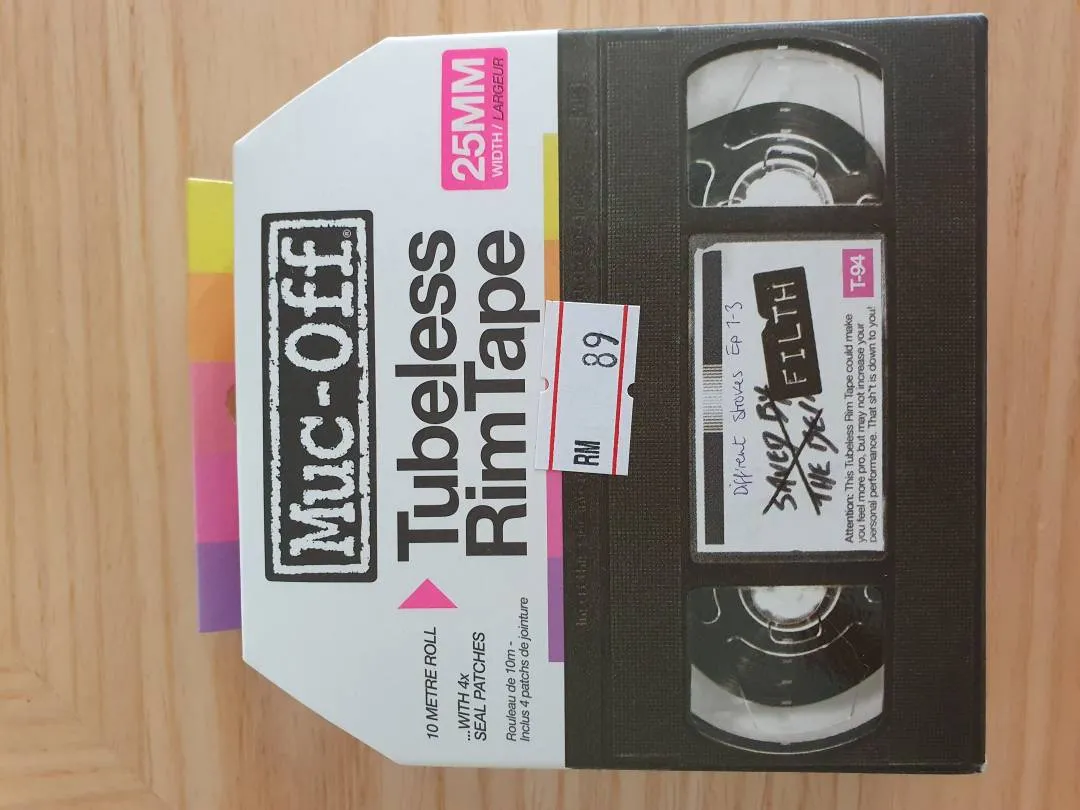 Muc-Off®
Tubeless
Rim Tape
25MM
WIDTH / LARGEUR
10 METRE ROLL
...WITH 4x
SEAL PATCHES
Rouleau de 10m -
Inclus 4 patchs de jointure
RM 89
Diffrent Strokes Ep 1-3
SAVED BY
THE BELL
FILTH
T-94
Attention: This Tubeless Rim Tape could make
you feel more pro, but may not increase your
personal performance. That sh*t is down to you!